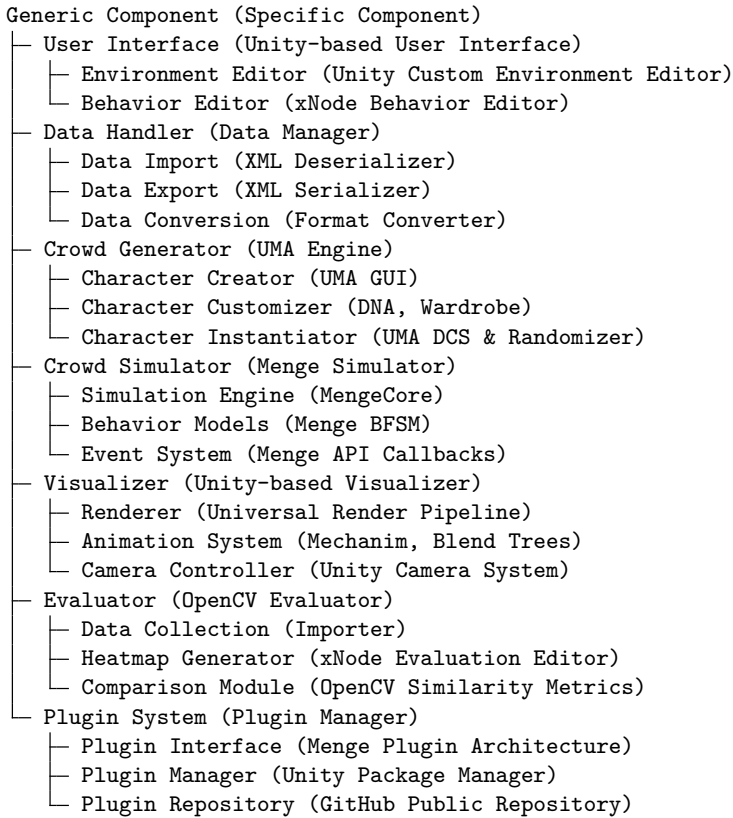 Generic Component (Specific Component)
├─ User Interface (Unity-based User Interface)
│  ├─ Environment Editor (Unity Custom Environment Editor)
│  └─ Behavior Editor (xNode Behavior Editor)
├─ Data Handler (Data Manager)
│  ├─ Data Import (XML Deserializer)
│  ├─ Data Export (XML Serializer)
│  └─ Data Conversion (Format Converter)
├─ Crowd Generator (UMA Engine)
│  ├─ Character Creator (UMA GUI)
│  ├─ Character Customizer (DNA, Wardrobe)
│  └─ Character Instantiator (UMA DCS & Randomizer)
├─ Crowd Simulator (Menge Simulator)
│  ├─ Simulation Engine (MengeCore)
│  ├─ Behavior Models (Menge BFSM)
│  └─ Event System (Menge API Callbacks)
├─ Visualizer (Unity-based Visualizer)
│  ├─ Renderer (Universal Render Pipeline)
│  ├─ Animation System (Mechanim, Blend Trees)
│  └─ Camera Controller (Unity Camera System)
├─ Evaluator (OpenCV Evaluator)
│  ├─ Data Collection (Importer)
│  ├─ Heatmap Generator (xNode Evaluation Editor)
│  └─ Comparison Module (OpenCV Similarity Metrics)
└─ Plugin System (Plugin Manager)
   ├─ Plugin Interface (Menge Plugin Architecture)
   ├─ Plugin Manager (Unity Package Manager)
   └─ Plugin Repository (GitHub Public Repository)